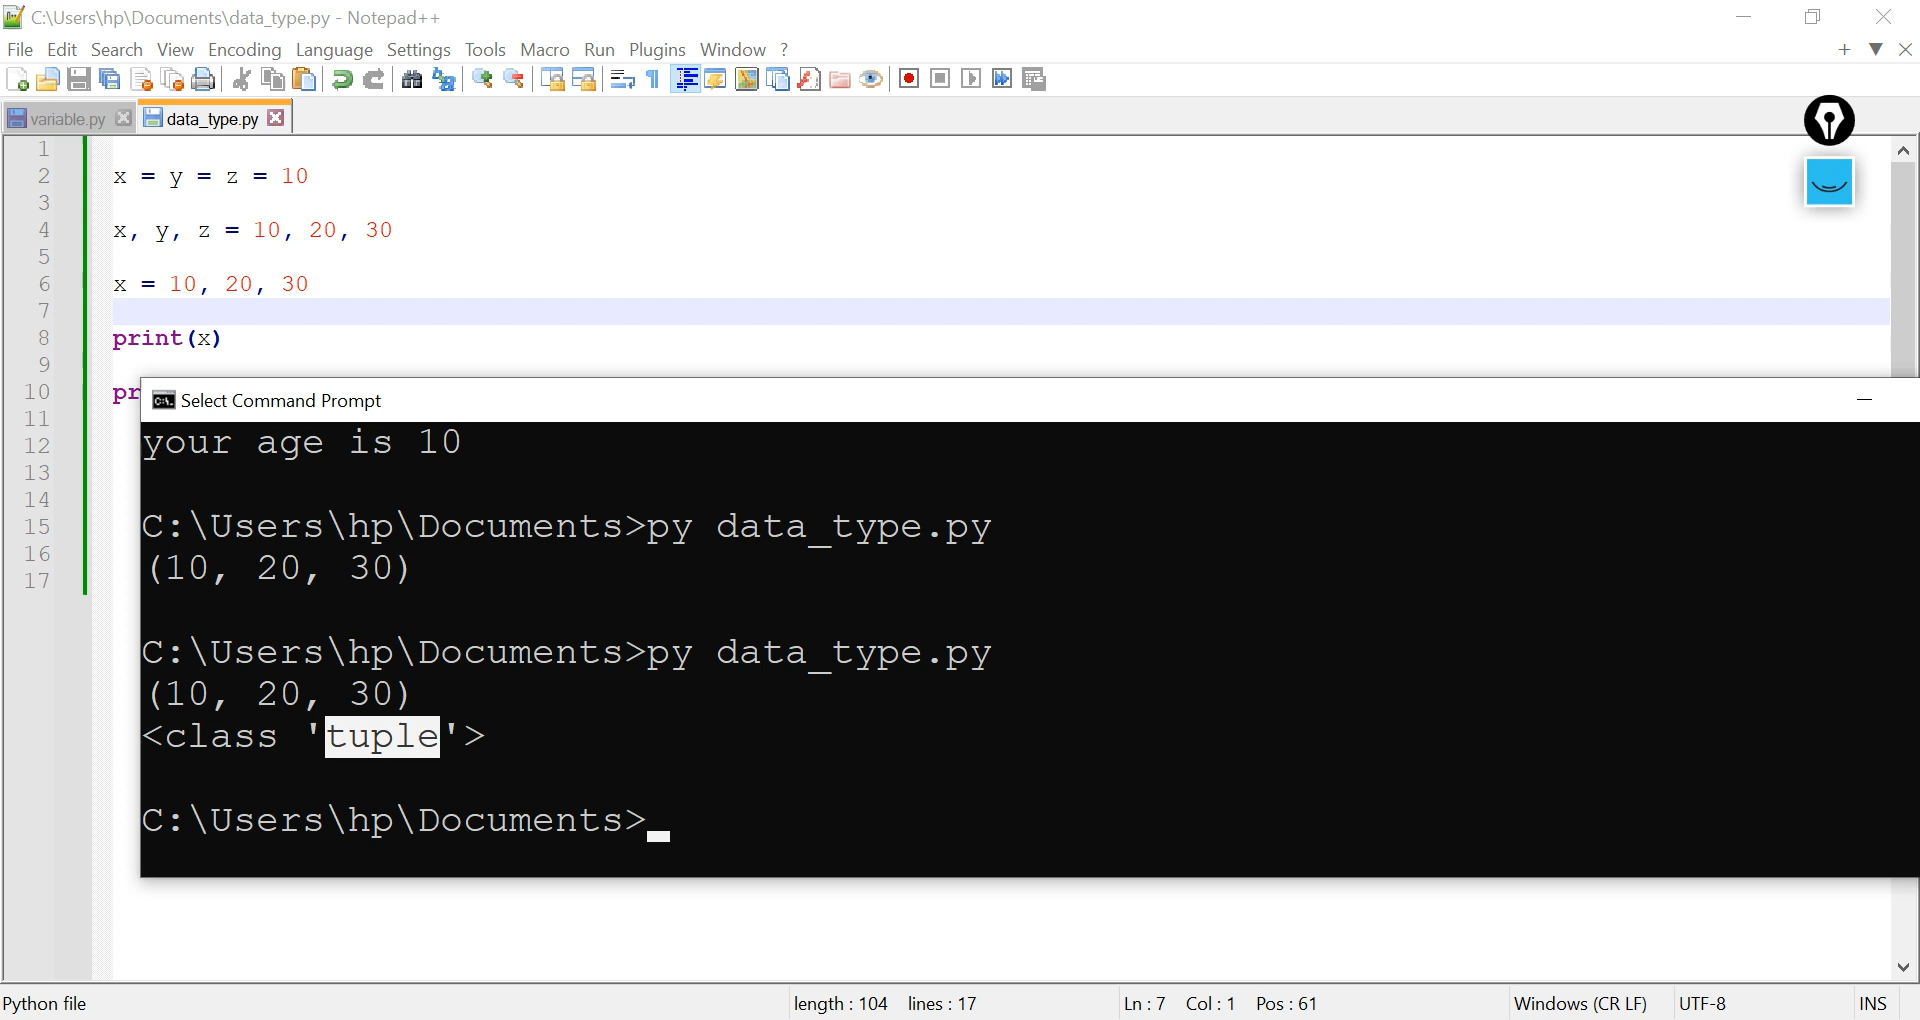 C:\Users\hp\Documents\data_type.py - Notepad++
File Edit Search View Encoding Language Settings Tools Macro Run Plugins Window ?
variable.py data_type.py
1
2 x = y = z = 10
3
4 x, y, z = 10, 20, 30
5
6 x = 10, 20, 30
7
8 print(x)
9
10 pr
11
12
13
14
15
16
17
Select Command Prompt
your age is 10
C:\Users\hp\Documents>py data_type.py
(10, 20, 30)
C:\Users\hp\Documents>py data_type.py
(10, 20, 30)
<class 'tuple'>
C:\Users\hp\Documents>
Python file length : 104 lines : 17 Ln : 7 Col : 1 Pos : 61 Windows (CR LF) UTF-8 INS